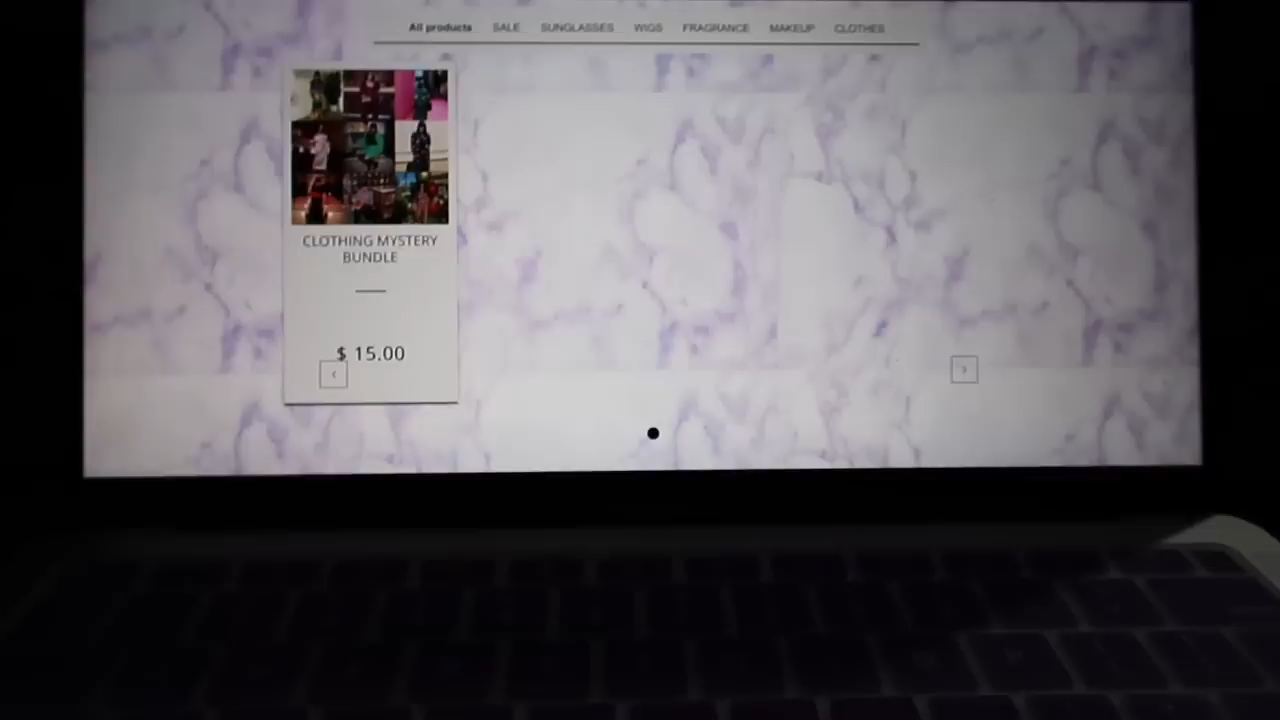 All products SALE SUNGLASSES WIGS FRAGRANCE MAKEUP CLOTHES
CLOTHING MYSTERY
BUNDLE
$ 15.00